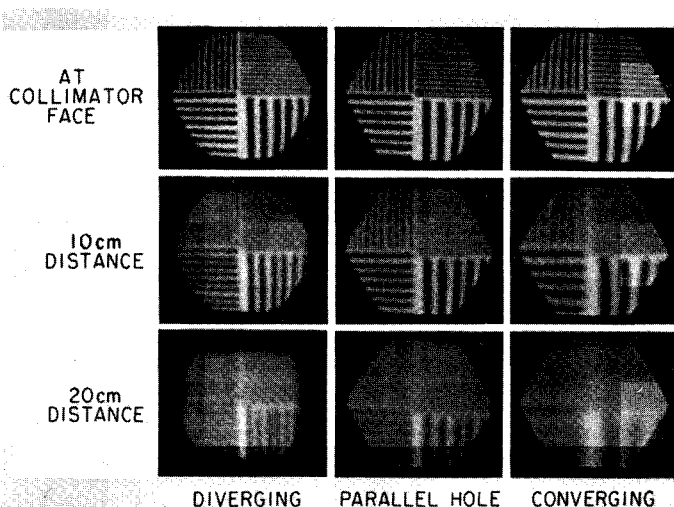 AT
COLLIMATOR
FACE
10cm
DISTANCE
20cm
DISTANCE
DIVERGING PARALLEL HOLE CONVERGING